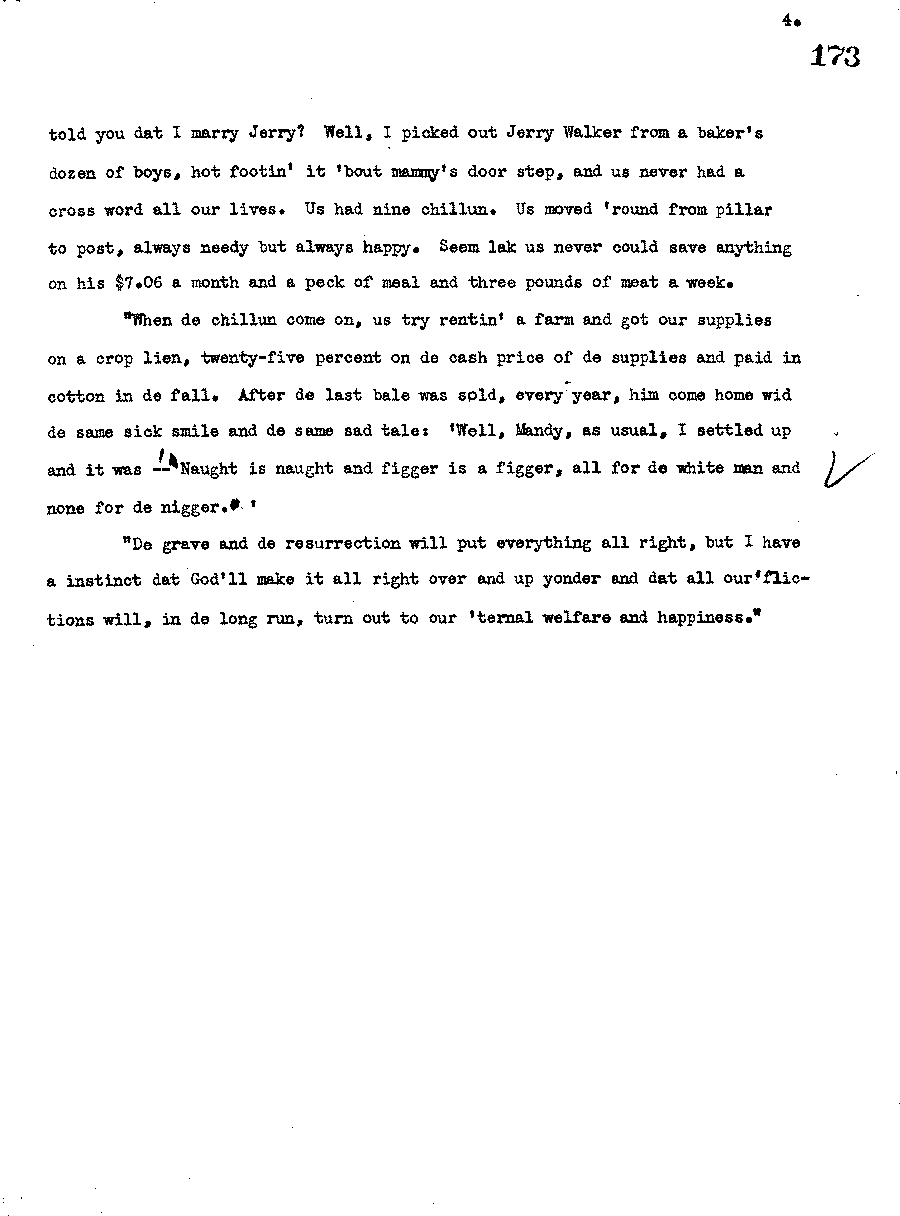 4.
173
told you dat I marry Jerry? Well, I picked out Jerry Walker from a baker's
dozen of boys, hot footin' it 'bout mammy's door step, and us never had a
cross word all our lives. Us had nine chillun. Us moved 'round from pillar
to post, always needy but always happy. Seem lak us never could save anything
on his $7.06 a month and a peck of meal and three pounds of meat a week.
"When de chillun come on, us try rentin' a farm and got our supplies
on a crop lien, twenty-five percent on de cash price of de supplies and paid in
cotton in de fall. After de last bale was sold, every year, him come home wid
de same sick smile and de same sad tale: 'Well, Mandy, as usual, I settled up
and it was -- 'Naught is naught and figger is a figger, all for de white man and
none for de nigger.' '
"De grave and de resurrection will put everything all right, but I have
a instinct dat God'll make it all right over and up yonder and dat all our 'flic-
tions will, in de long run, turn out to our 'ternal welfare and happiness."